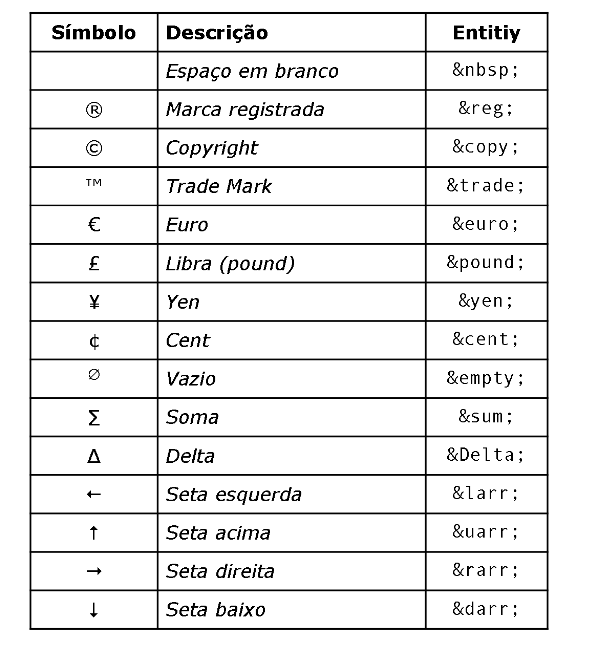 Símbolo Descrição Entitiy
Espaço em branco &nbsp;
® Marca registrada &reg;
© Copyright &copy;
™ Trade Mark &trade;
€ Euro &euro;
£ Libra (pound) &pound;
¥ Yen &yen;
¢ Cent &cent;
∅ Vazio &empty;
Σ Soma &sum;
Δ Delta &Delta;
← Seta esquerda &larr;
↑ Seta acima &uarr;
→ Seta direita &rarr;
↓ Seta baixo &darr;